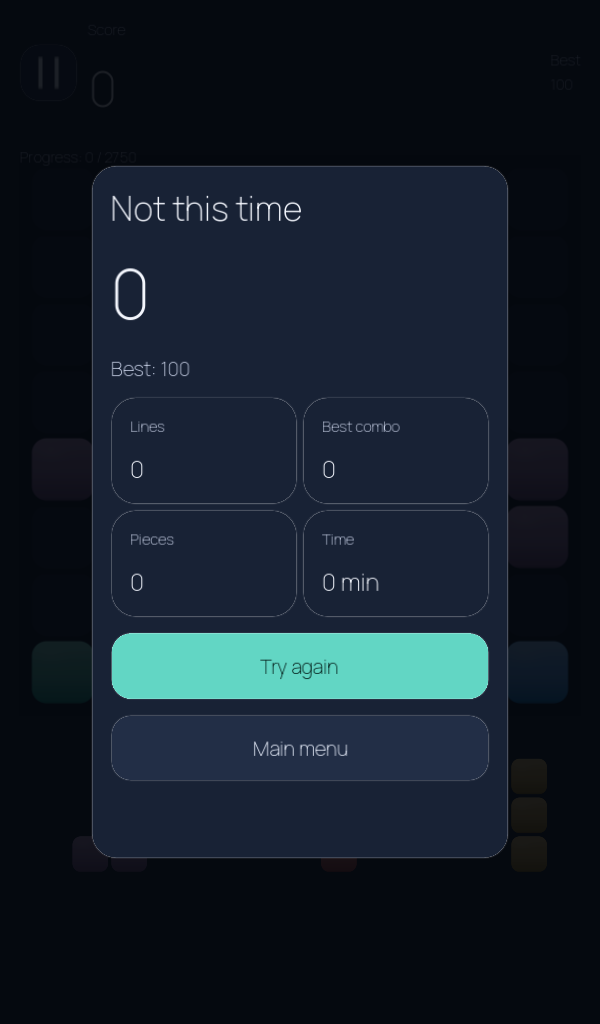 Score
0
Best
100
Progress: 0 / 2750
Not this time
0
Best: 100
Lines
0
Best combo
0
Pieces
0
Time
0 min
Try again
Main menu